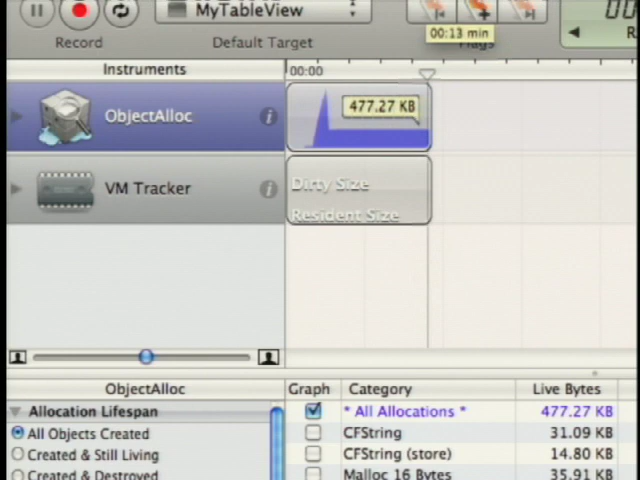 MyTableView
00
Record
Default Target
Flags
R
00:13 min
Instruments
00:00
ObjectAlloc
477.27 KB
VM Tracker
Dirty Size
Resident Size
ObjectAlloc
Graph
Category
Live Bytes
Allocation Lifespan
* All Allocations *
477.27 KB
All Objects Created
CFString
31.09 KB
Created & Still Living
CFString (store)
14.80 KB
Created & Destroyed
Malloc 16 Bytes
35.91 KB